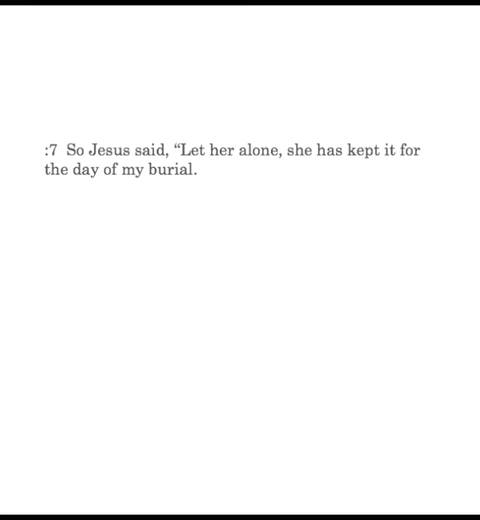 :7  So Jesus said, “Let her alone, she has kept it for
the day of my burial.